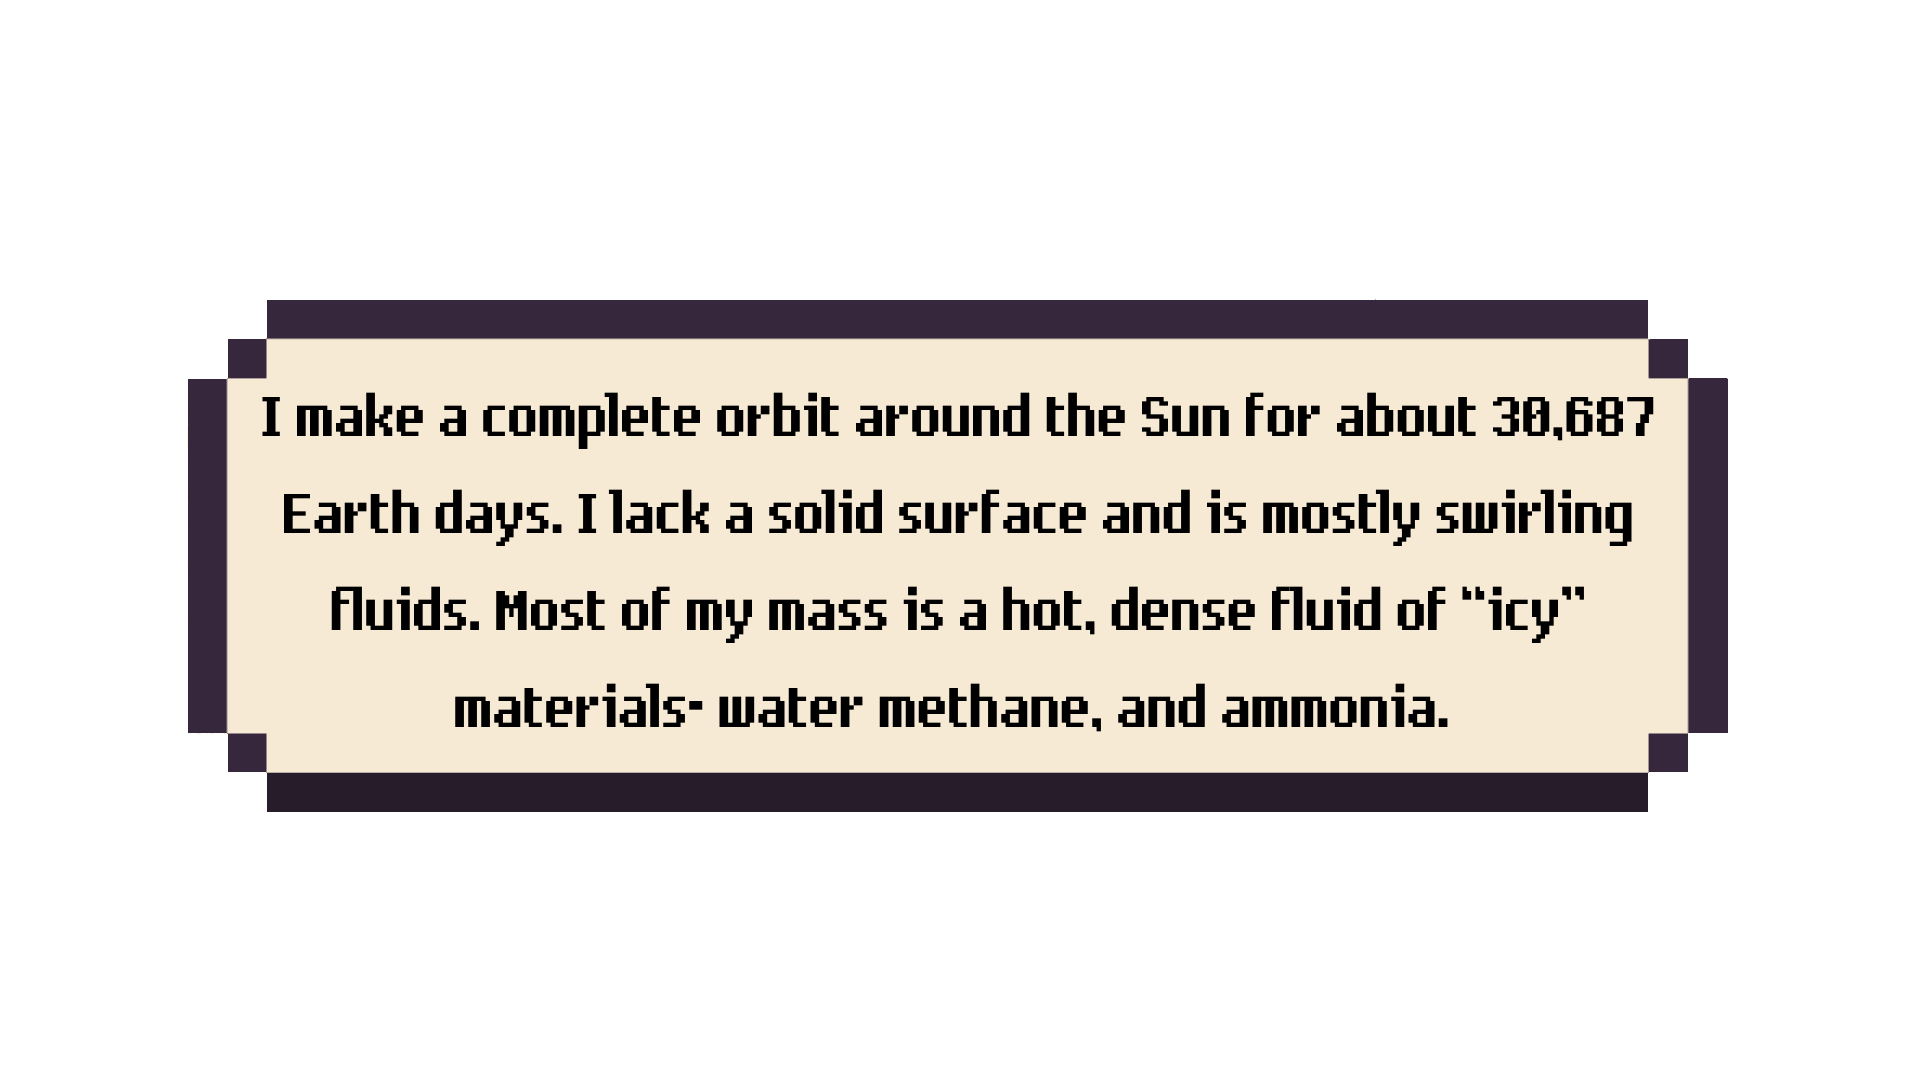 I make a complete orbit around the Sun for about 30,687
Earth days. I lack a solid surface and is mostly swirling
fluids. Most of my mass is a hot, dense fluid of “icy”
materials- water methane, and ammonia.